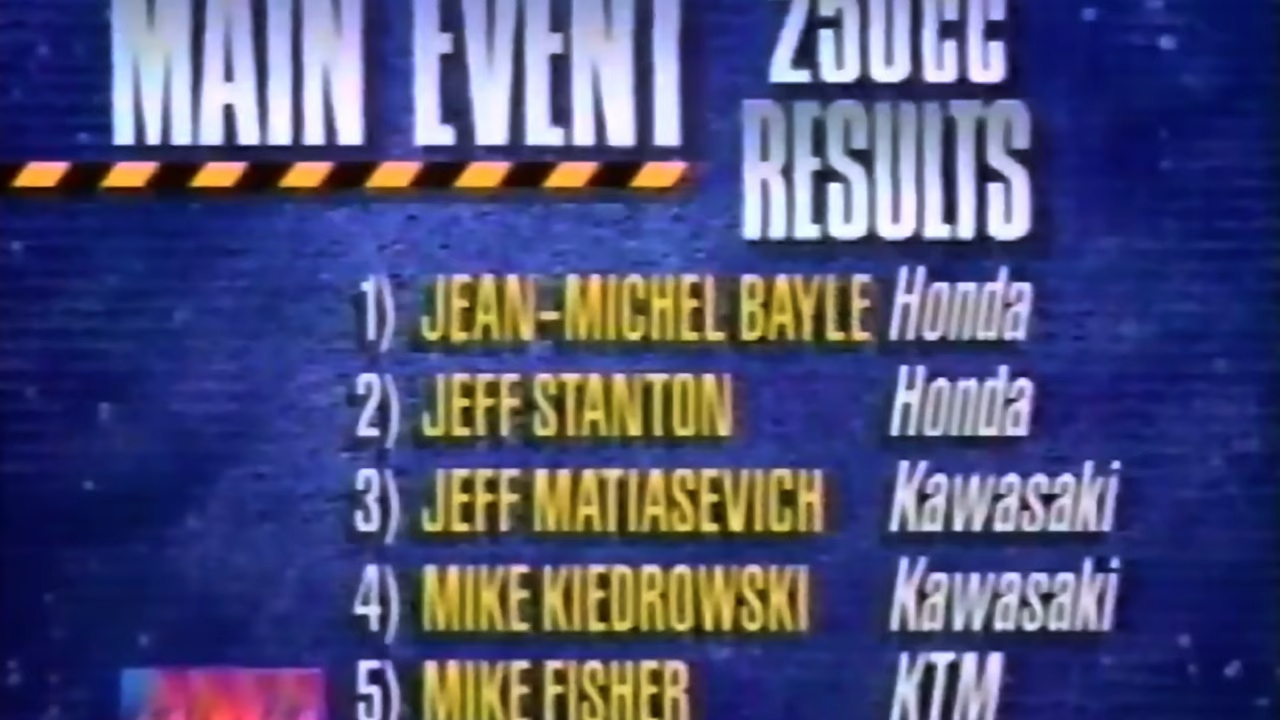 MAIN EVENT
250cc
RESULTS
1) JEAN-MICHEL BAYLE Honda
2) JEFF STANTON Honda
3) JEFF MATIASEVICH Kawasaki
4) MIKE KIEDROWSKI Kawasaki
5) MIKE FISHER KTM